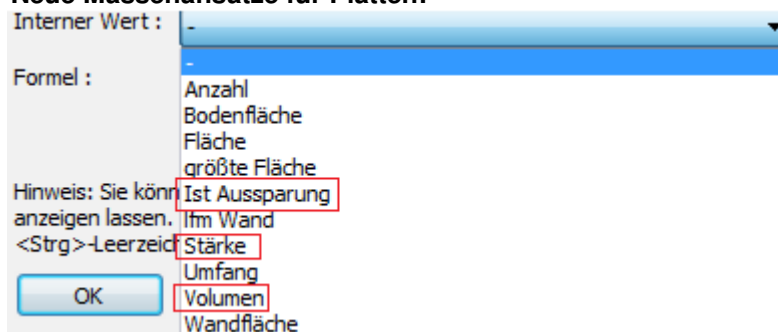 Neue Massenansätze für Platten:
Interner Wert :
-
-
Formel :
Anzahl
Bodenfläche
Fläche
größte Fläche
Hinweis: Sie könn Ist Aussparung
anzeigen lassen. lfm Wand
<Strg>-Leerzeich Stärke
Umfang
OK Volumen
Wandfläche